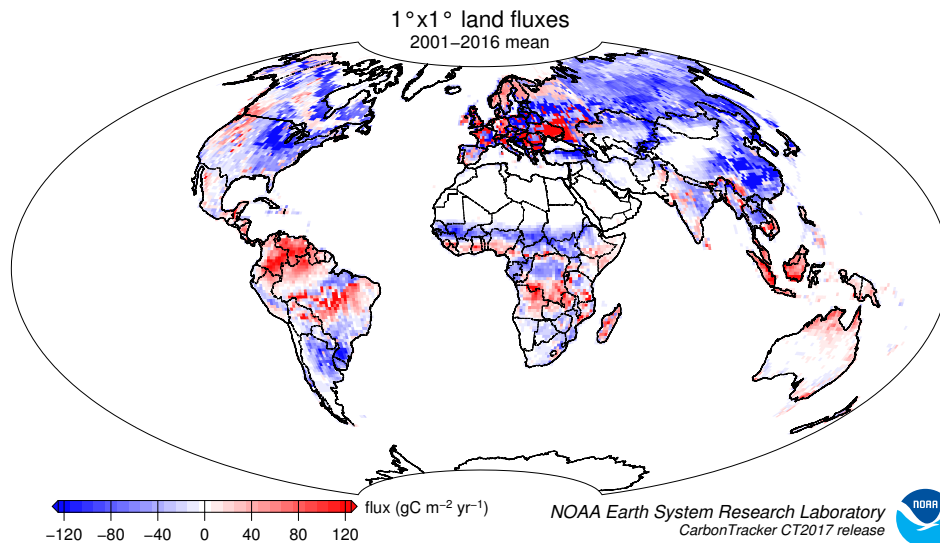 1°x1° land fluxes
2001−2016 mean
−120 −80 −40 0 40 80 120
flux (gC m⁻² yr⁻¹)
NOAA Earth System Research Laboratory
CarbonTracker CT2017 release
NOAA